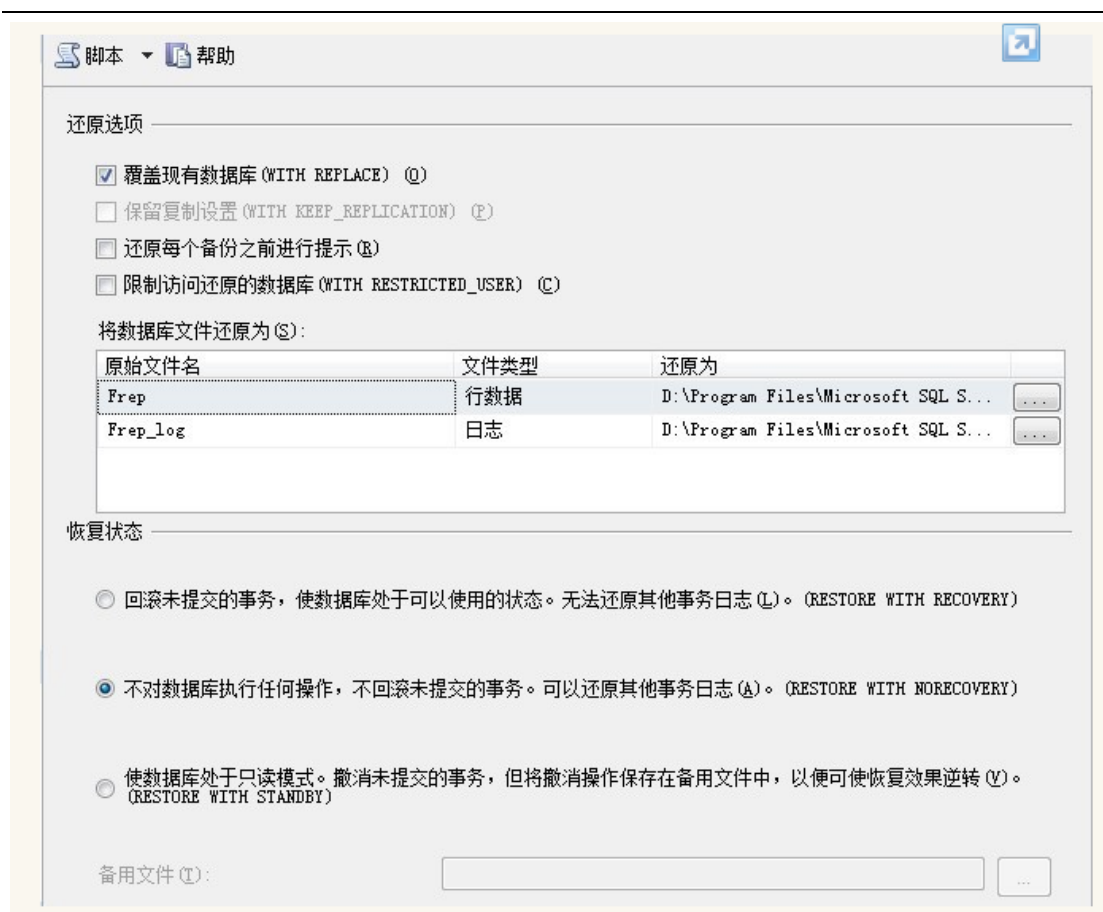 脚本 帮助
还原选项
覆盖现有数据库(WITH REPLACE) (O)
保留复制设置(WITH KEEP_REPLICATION) (P)
还原每个备份之前进行提示(R)
限制访问还原的数据库(WITH RESTRICTED_USER) (C)
将数据库文件还原为(S):
原始文件名 文件类型 还原为
Frep 行数据 D:\Program Files\Microsoft SQL S... ...
Frep_log 日志 D:\Program Files\Microsoft SQL S... ...
恢复状态
回滚未提交的事务，使数据库处于可以使用的状态。无法还原其他事务日志(L)。(RESTORE WITH RECOVERY)
不对数据库执行任何操作，不回滚未提交的事务。可以还原其他事务日志(A)。(RESTORE WITH NORECOVERY)
使数据库处于只读模式。撤消未提交的事务，但将撤消操作保存在备用文件中，以便可使恢复效果逆转(V)。
(RESTORE WITH STANDBY)
备用文件(T): ...